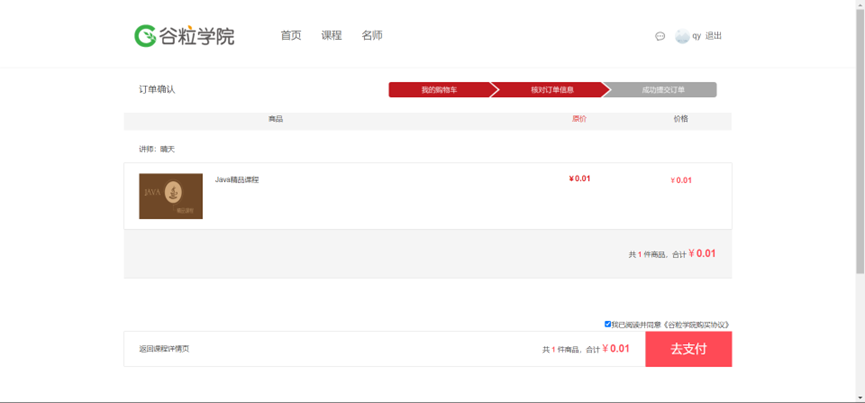 谷粒学院 首页 课程 名师 qy 退出
订单确认 我的购物车 核对订单信息 成功提交订单
商品 原价 价格
讲师：晴天
JAVA Java精品课程 ￥0.01 ￥0.01
共 1 件商品，合计￥0.01
我已阅读并同意《谷粒学院购买协议》
返回课程详情页 共 1 件商品，合计￥0.01 去支付